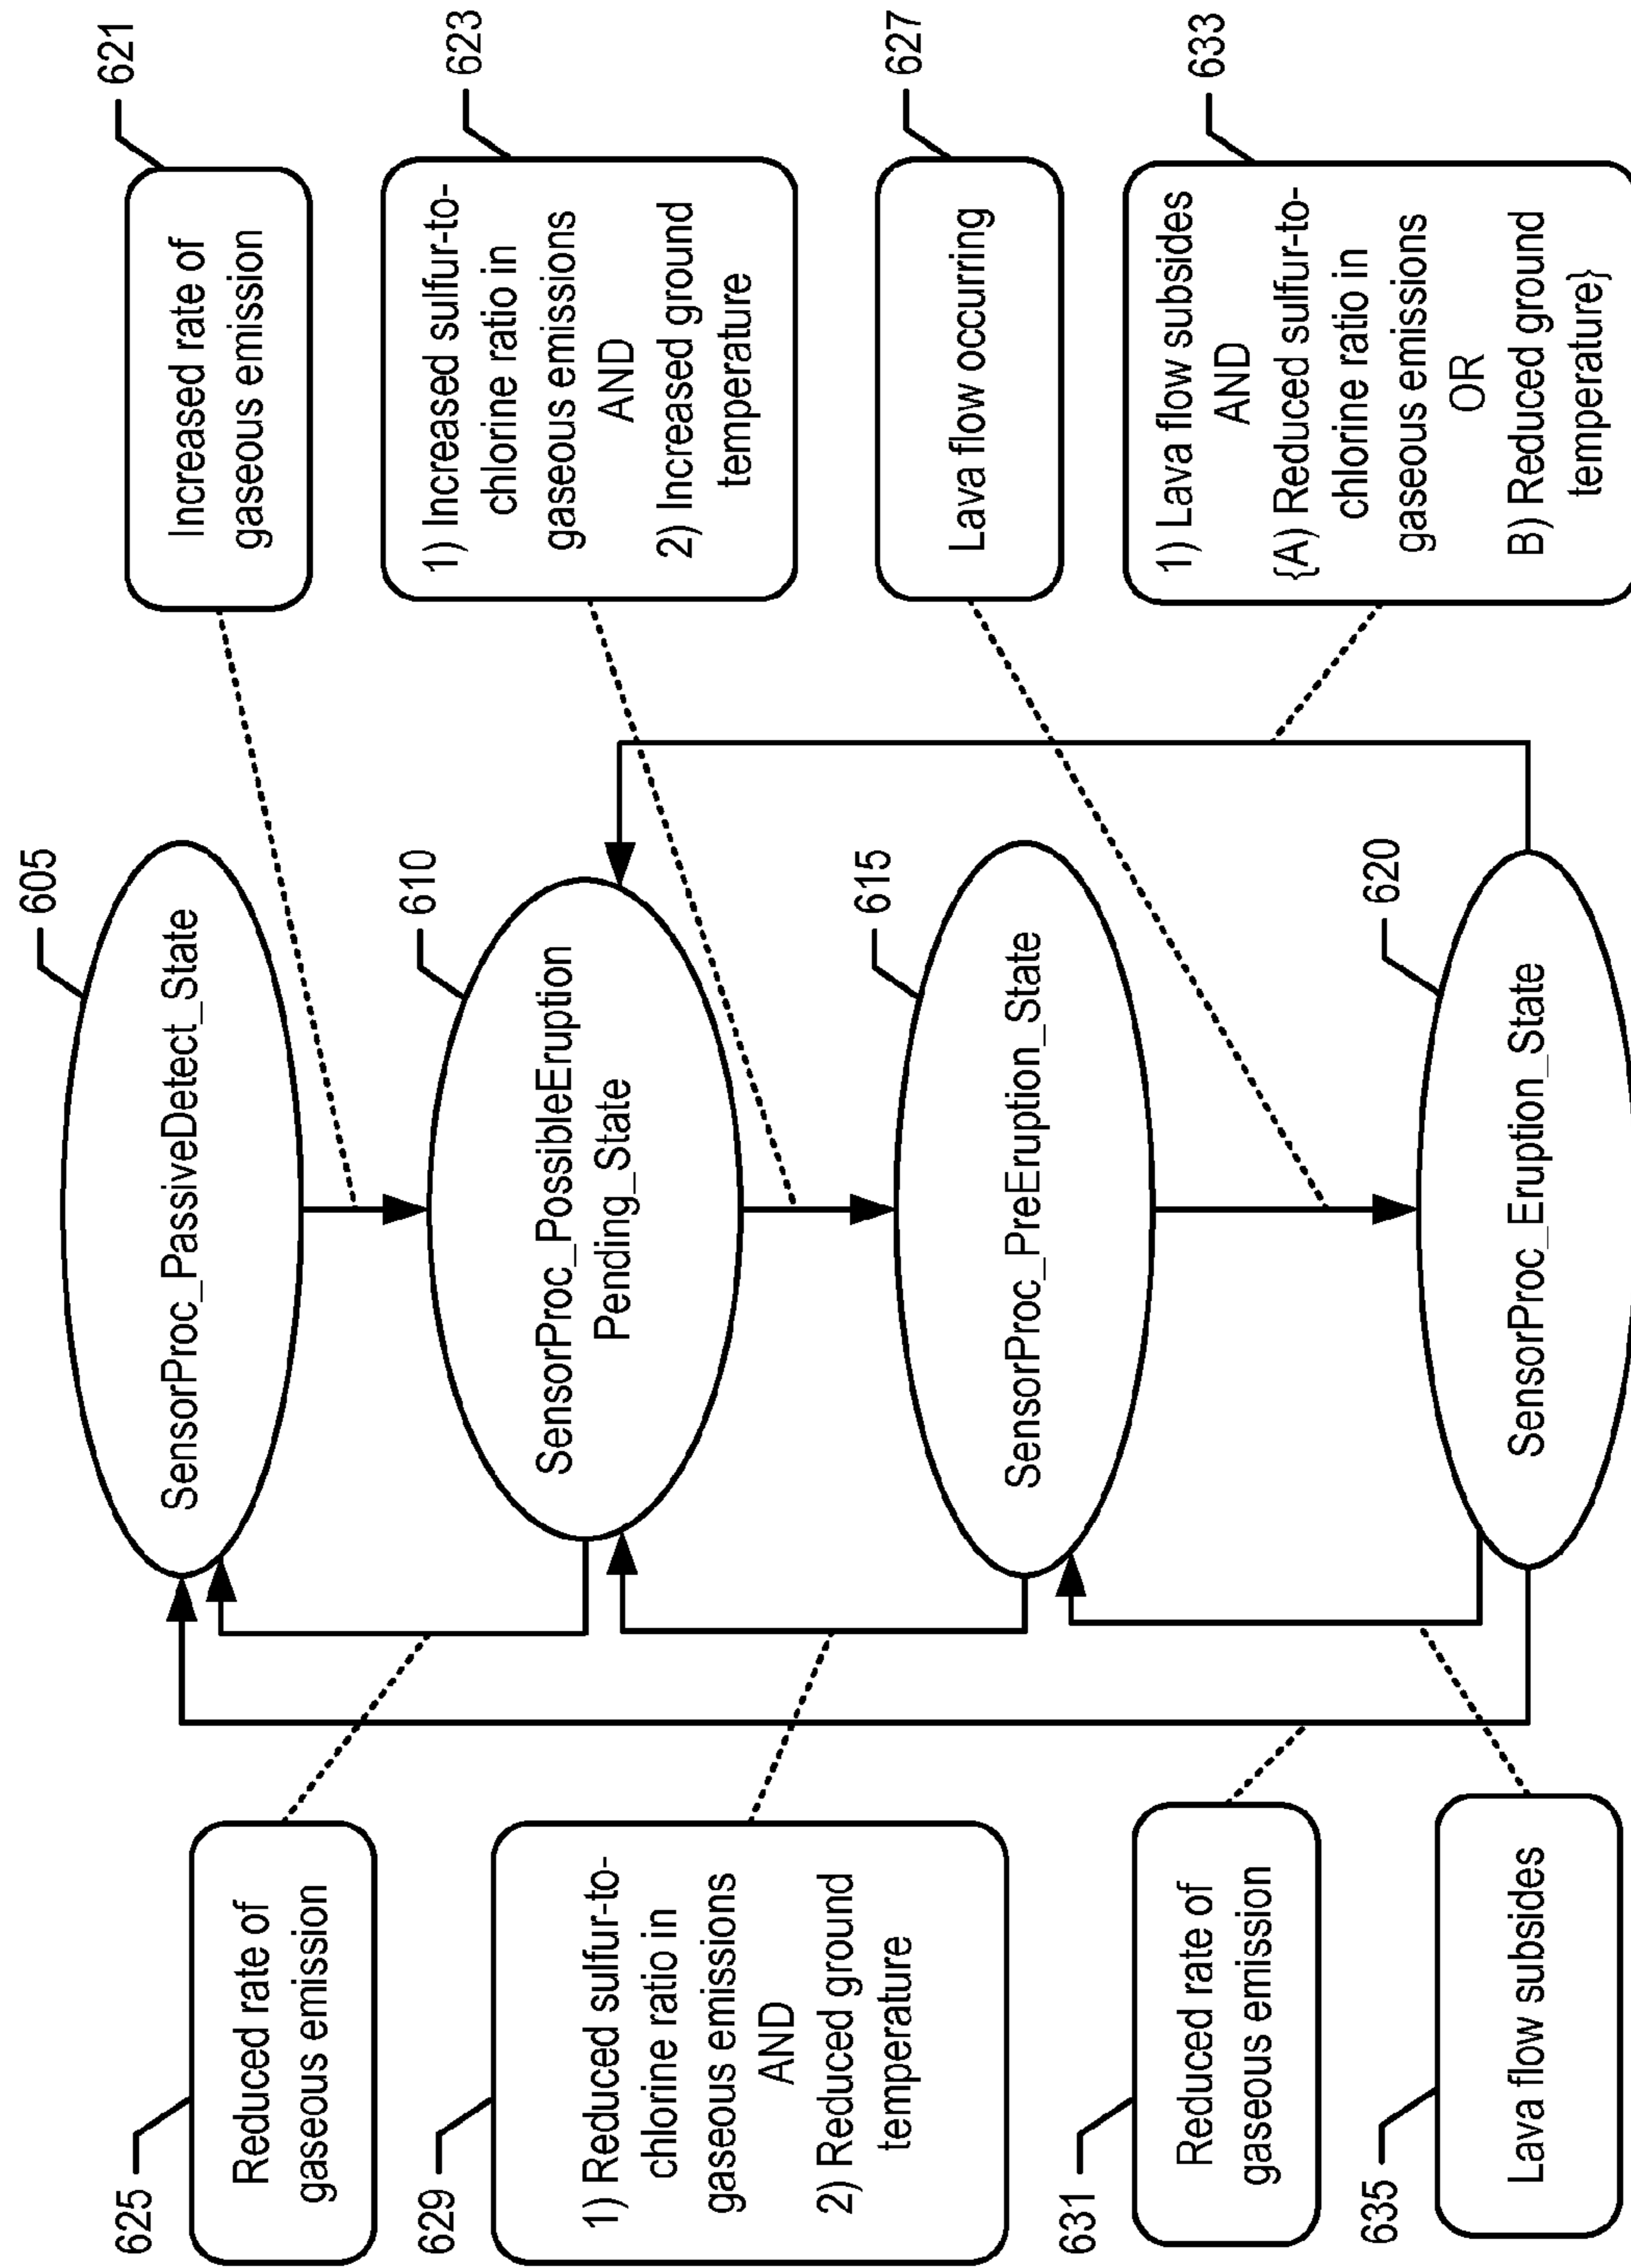 605
SensorProc_PassiveDetect_State
610
SensorProc_PossibleEruption
Pending_State
615
SensorProc_PreEruption_State
620
SensorProc_Eruption_State
621
Increased rate of
gaseous emission
623
1) Increased sulfur-to-
chlorine ratio in
gaseous emissions
AND
2) Increased ground
temperature
627
Lava flow occurring
633
1) Lava flow subsides
AND
{A) Reduced sulfur-to-
chlorine ratio in
gaseous emissions
OR
B) Reduced ground
temperature}
625
Reduced rate of
gaseous emission
629
1) Reduced sulfur-to-
chlorine ratio in
gaseous emissions
AND
2) Reduced ground
temperature
631
Reduced rate of
gaseous emission
635
Lava flow subsides